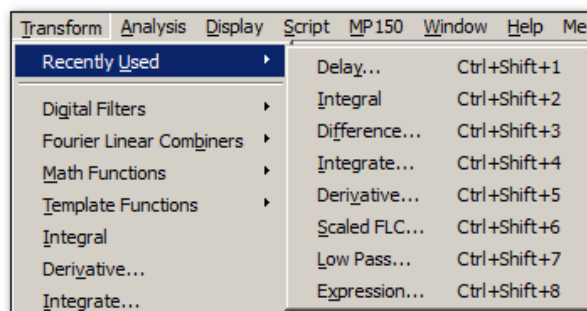 Transform Analysis Display Script MP150 Window Help Me
Recently Used
Delay... Ctrl+Shift+1
Integral Ctrl+Shift+2
Difference... Ctrl+Shift+3
Integrate... Ctrl+Shift+4
Derivative... Ctrl+Shift+5
Scaled FLC... Ctrl+Shift+6
Low Pass... Ctrl+Shift+7
Expression... Ctrl+Shift+8
Digital Filters
Fourier Linear Combiners
Math Functions
Template Functions
Integral
Derivative...
Integrate...